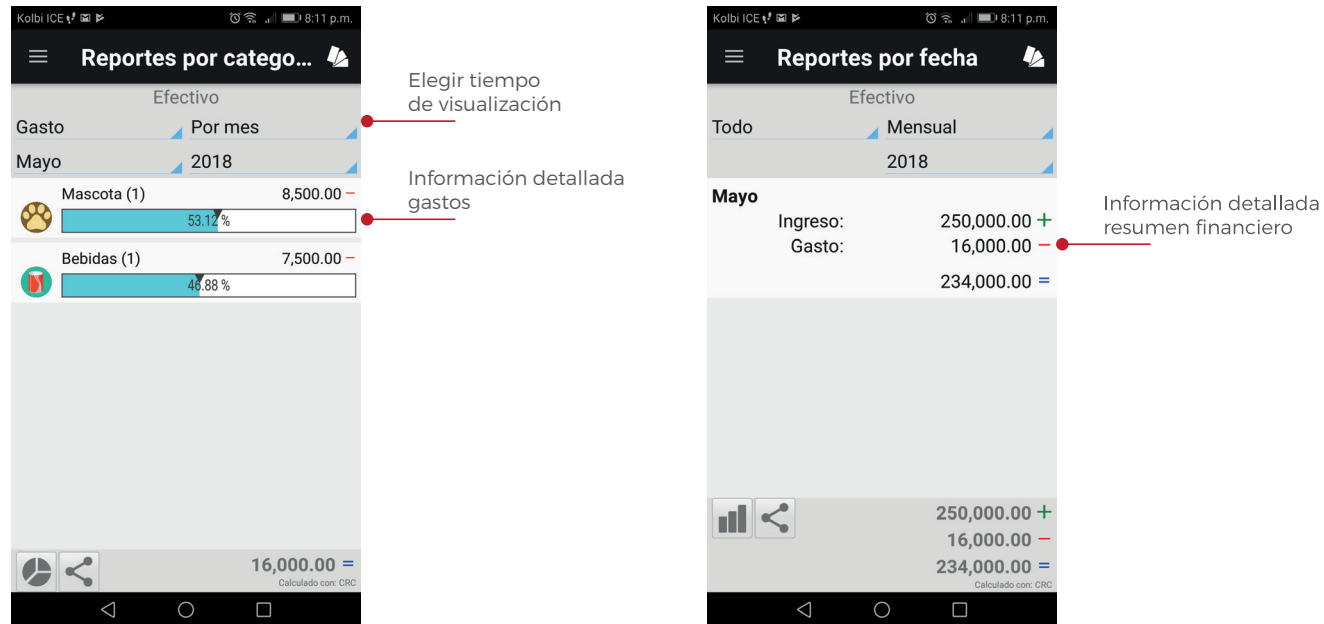 Kolbi ICE 8:11 p.m.
Reportes por catego...
Efectivo
Gasto Por mes
Mayo 2018
Mascota (1) 8,500.00 −
53.12 %
Bebidas (1) 7,500.00 −
46.88 %
16,000.00 =
Calculado con: CRC
Elegir tiempo
de visualización
Información detallada
gastos
Kolbi ICE 8:11 p.m.
Reportes por fecha
Efectivo
Todo Mensual
2018
Mayo
Ingreso: 250,000.00 +
Gasto: 16,000.00 −
234,000.00 =
250,000.00 +
16,000.00 −
234,000.00 =
Calculado con: CRC
Información detallada
resumen financiero